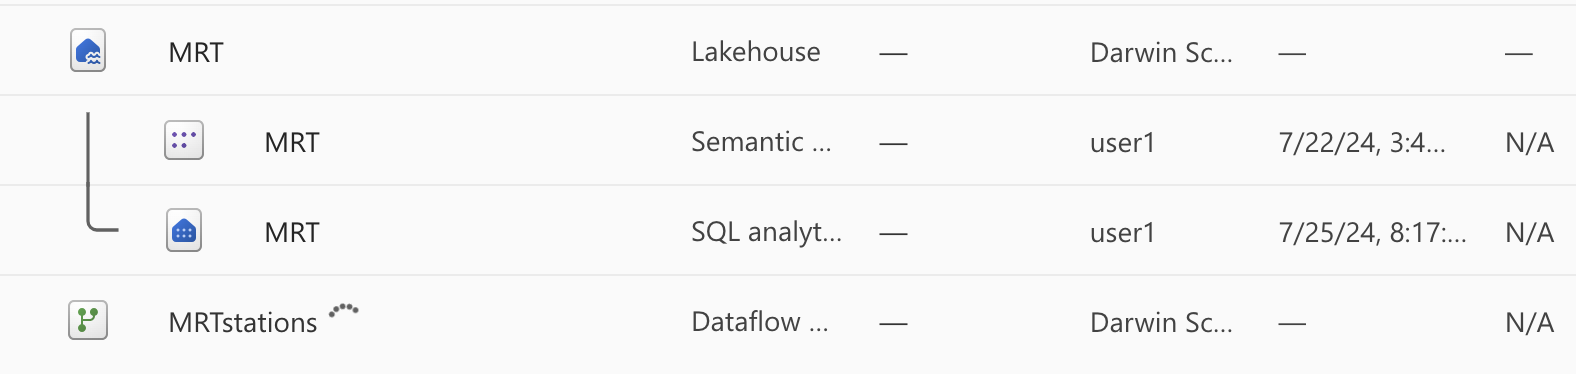 MRT Lakehouse — Darwin Sc... — —
MRT Semantic ... — user1 7/22/24, 3:4... N/A
MRT SQL analyt... — user1 7/25/24, 8:17:... N/A
MRTstations Dataflow ... — Darwin Sc... — N/A